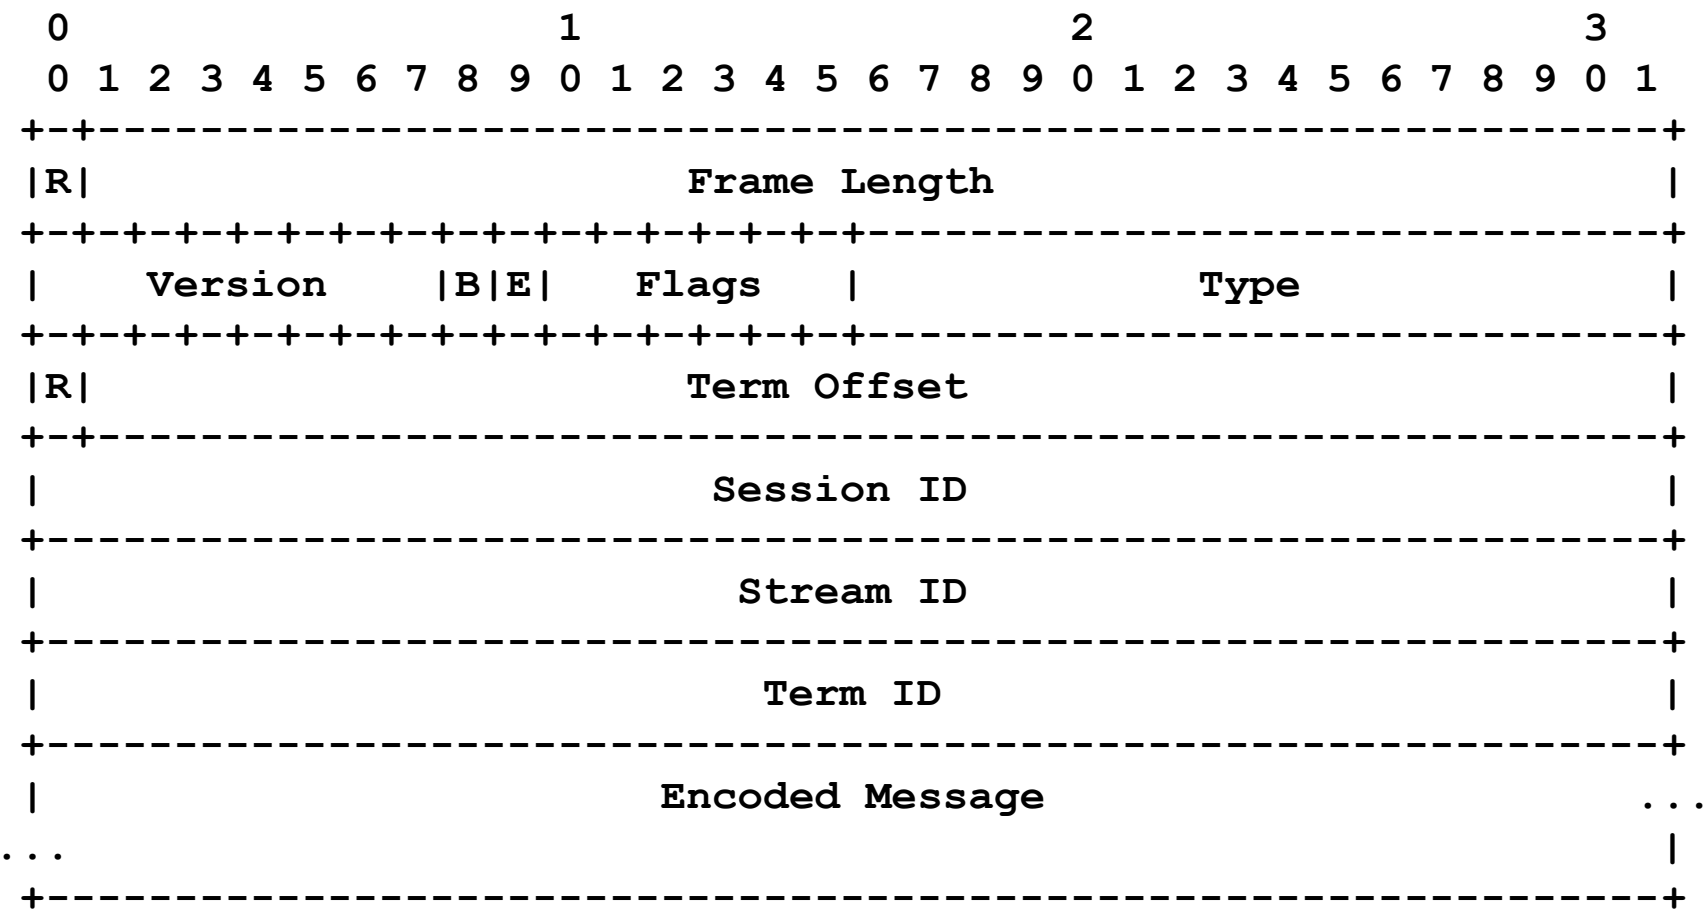 0                   1                   2                   3
 0 1 2 3 4 5 6 7 8 9 0 1 2 3 4 5 6 7 8 9 0 1 2 3 4 5 6 7 8 9 0 1
+-+-------------------------------------------------------------+
|R|                       Frame Length                          |
+-+-+-+-+-+-+-+-+-+-+-+-+-+-+-+-+-------------------------------+
|    Version    |B|E|   Flags   |             Type              |
+-+-+-+-+-+-+-+-+-+-+-+-+-+-+-+-+-------------------------------+
|R|                       Term Offset                           |
+-+-------------------------------------------------------------+
|                          Session ID                           |
+---------------------------------------------------------------+
|                           Stream ID                           |
+---------------------------------------------------------------+
|                            Term ID                            |
+---------------------------------------------------------------+
|                        Encoded Message                       ...
...                                                             |
+---------------------------------------------------------------+